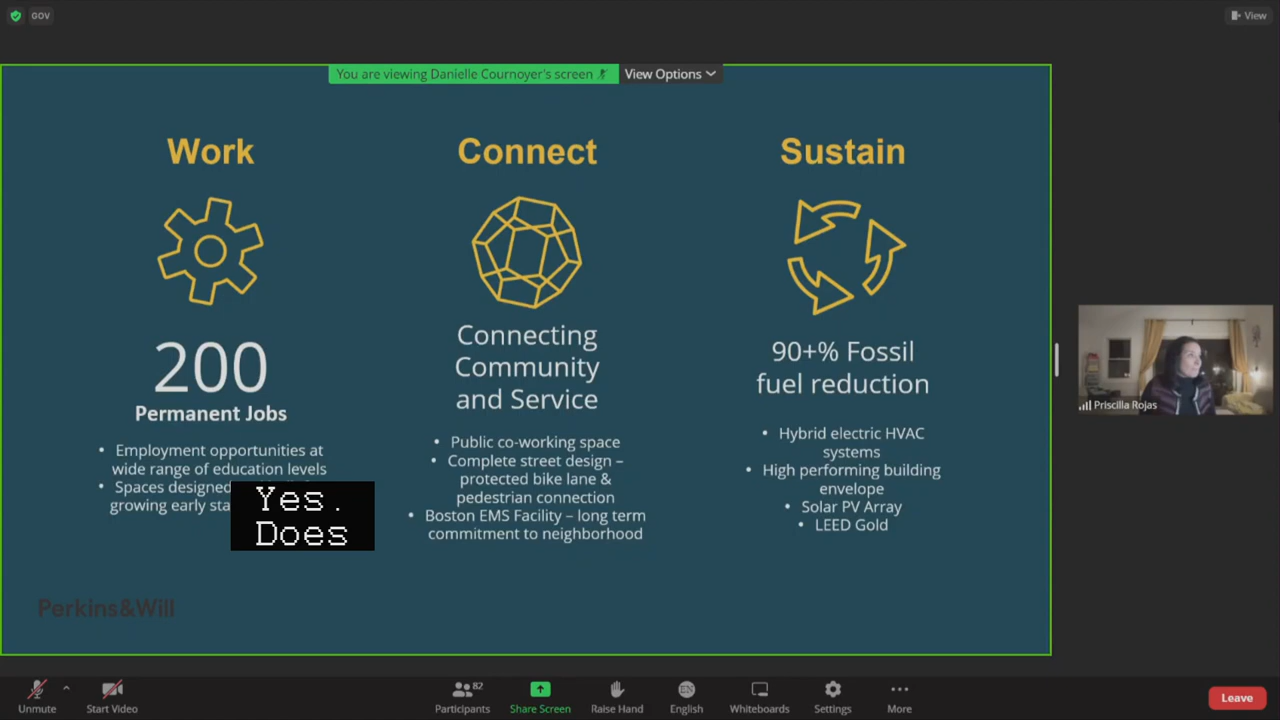 GOV
View
You are viewing Danielle Cournoyer's screen
View Options
Work
Connect
Sustain
200
Permanent Jobs
• Employment opportunities at
wide range of education levels
• Spaces designed
growing early sta
Connecting
Community
and Service
• Public co-working space
• Complete street design –
protected bike lane &
pedestrian connection
• Boston EMS Facility – long term
commitment to neighborhood
90+% Fossil
fuel reduction
• Hybrid electric HVAC
systems
• High performing building
envelope
• Solar PV Array
• LEED Gold
Yes.
Does
Perkins&Will
Priscilla Rojas
Unmute
Start Video
Participants
82
Share Screen
Raise Hand
EN
English
Whiteboards
Settings
More
Leave